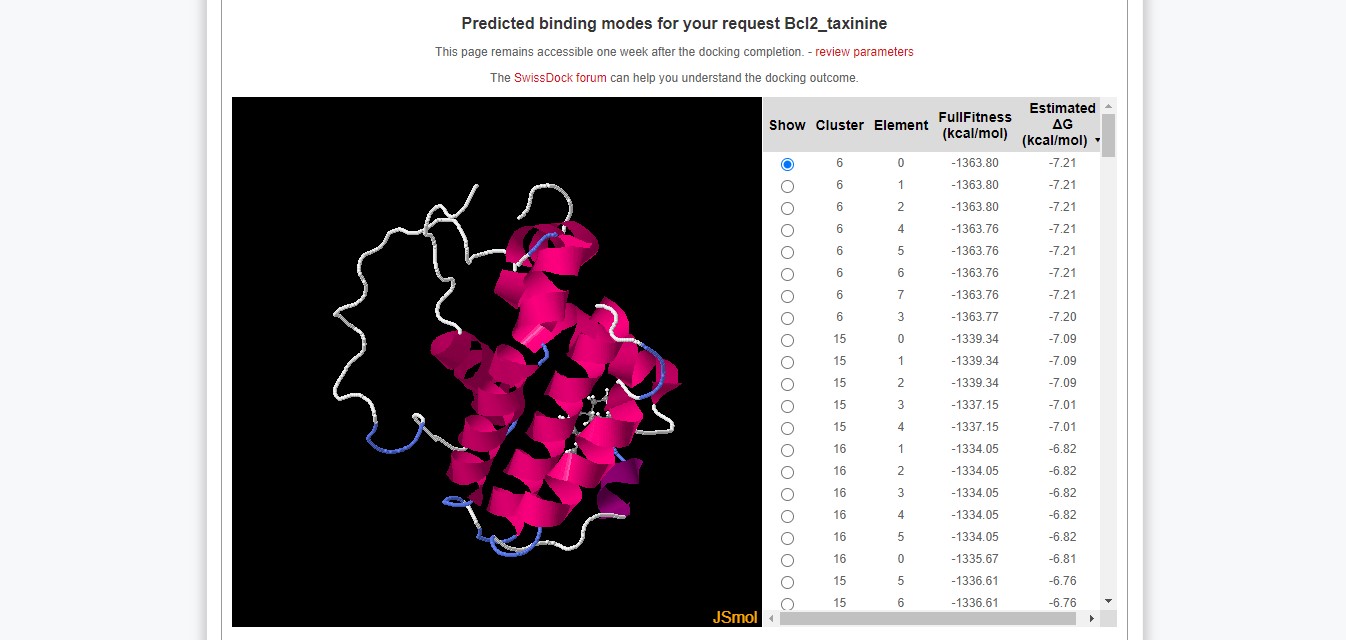 Predicted binding modes for your request Bcl2_taxinine
This page remains accessible one week after the docking completion. - review parameters
The SwissDock forum can help you understand the docking outcome.
Show Cluster Element FullFitness (kcal/mol) Estimated ΔG (kcal/mol)
6 0 -1363.80 -7.21
6 1 -1363.80 -7.21
6 2 -1363.80 -7.21
6 4 -1363.76 -7.21
6 5 -1363.76 -7.21
6 6 -1363.76 -7.21
6 7 -1363.76 -7.21
6 3 -1363.77 -7.20
15 0 -1339.34 -7.09
15 1 -1339.34 -7.09
15 2 -1339.34 -7.09
15 3 -1337.15 -7.01
15 4 -1337.15 -7.01
16 1 -1334.05 -6.82
16 2 -1334.05 -6.82
16 3 -1334.05 -6.82
16 4 -1334.05 -6.82
16 5 -1334.05 -6.82
16 0 -1335.67 -6.81
15 5 -1336.61 -6.76
15 6 -1336.61 -6.76
JSmol